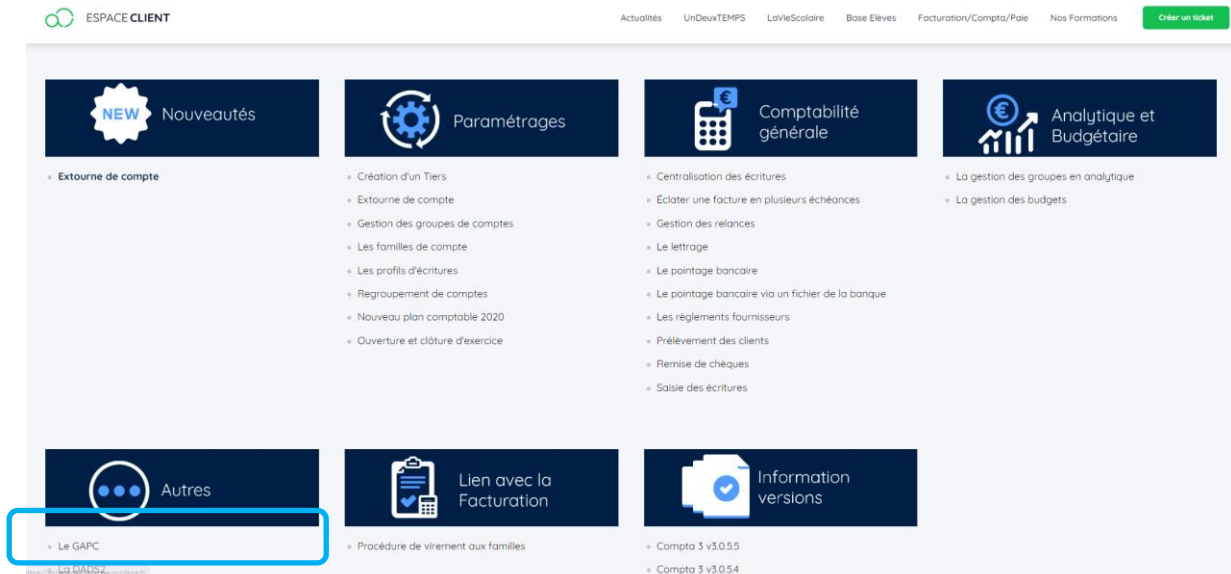 ESPACE CLIENT
Actualités UnDeuxTEMPS LaVieScolaire Base Elèves Facturation/Compta/Paie Nos Formations Créer un ticket
NEW Nouveautés
Extourne de compte
Paramétrages
Création d'un Tiers
Extourne de compte
Gestion des groupes de comptes
Les familles de compte
Les profils d'écritures
Regroupement de comptes
Nouveau plan comptable 2020
Ouverture et clôture d'exercice
€
Comptabilité
générale
Centralisation des écritures
Éclater une facture en plusieurs échéances
Gestion des relances
Le lettrage
Le pointage bancaire
Le pointage bancaire via un fichier de la banque
Les règlements fournisseurs
Prélèvement des clients
Remise de chèques
Saisie des écritures
€
Analytique et
Budgétaire
La gestion des groupes en analytique
La gestion des budgets
Autres
Le GAPC
La DADS2
Lien avec la
Facturation
Procédure de virement aux familles
Information
versions
Compta 3 v3.0.5.5
Compta 3 v3.0.5.4